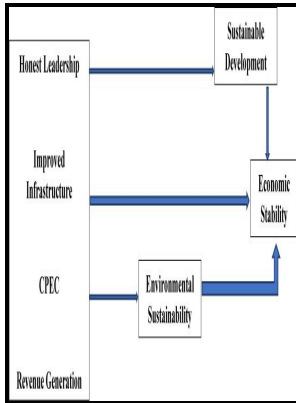 Sustainable
Development
Honest Leadership
Improved
Infrastructure
Economic
Stability
CPEC
Environmental
Sustainability
Revenue Generation